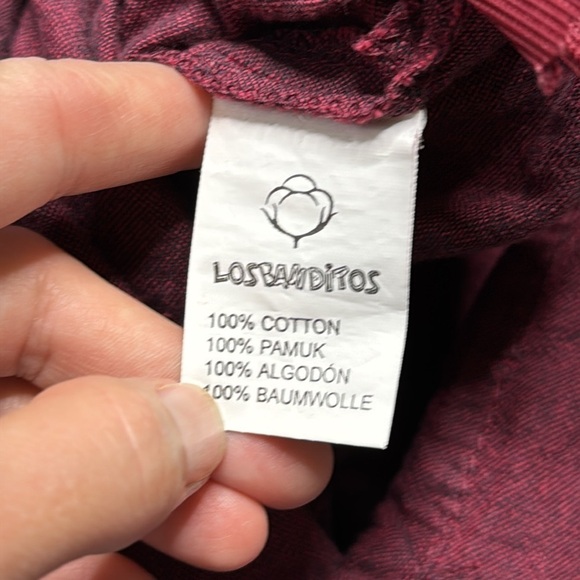 LOSBANDiTOS
100% COTTON
100% PAMUK
100% ALGODÓN
100% BAUMWOLLE